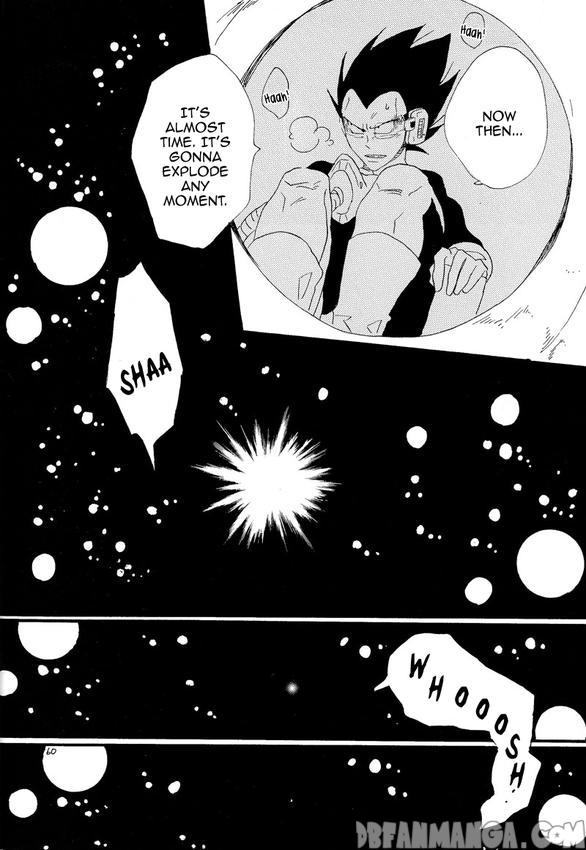 Haah!
NOW
THEN...
Haah!
IT'S
ALMOST
TIME. IT'S
GONNA
EXPLODE
ANY
MOMENT.
SHAA
WHOOOSH!
60
DBFANMANGA.COM